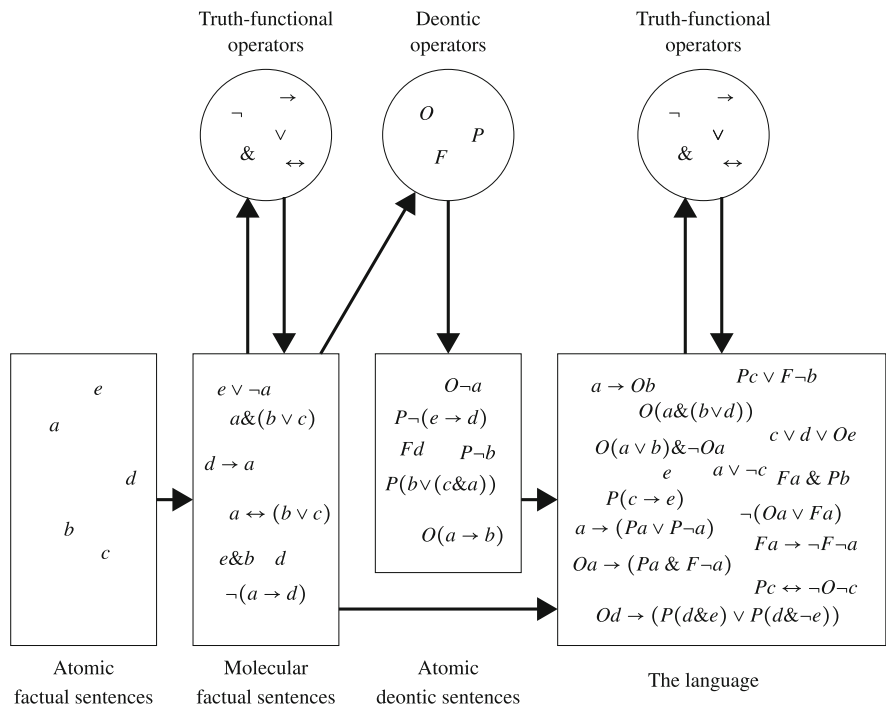 Truth-functional
operators
Deontic
operators
Truth-functional
operators
¬ →
∨
& ↔
O
P
F
¬ →
∨
& ↔
e
a
d
b
c
e ∨ ¬a
a&(b ∨ c)
d → a
a ↔ (b ∨ c)
e&b d
¬(a → d)
O¬a
P¬(e → d)
Fd P¬b
P(b∨(c&a))
O(a → b)
a → Ob Pc ∨ F¬b
O(a&(b∨d))
c ∨ d ∨ Oe
O(a ∨ b)&¬Oa
e a ∨ ¬c Fa & Pb
P(c → e)
¬(Oa ∨ Fa)
a → (Pa ∨ P¬a)
Fa → ¬F¬a
Oa → (Pa & F¬a)
Pc ↔ ¬O¬c
Od → (P(d&e) ∨ P(d&¬e))
Atomic
factual sentences
Molecular
factual sentences
Atomic
deontic sentences
The language